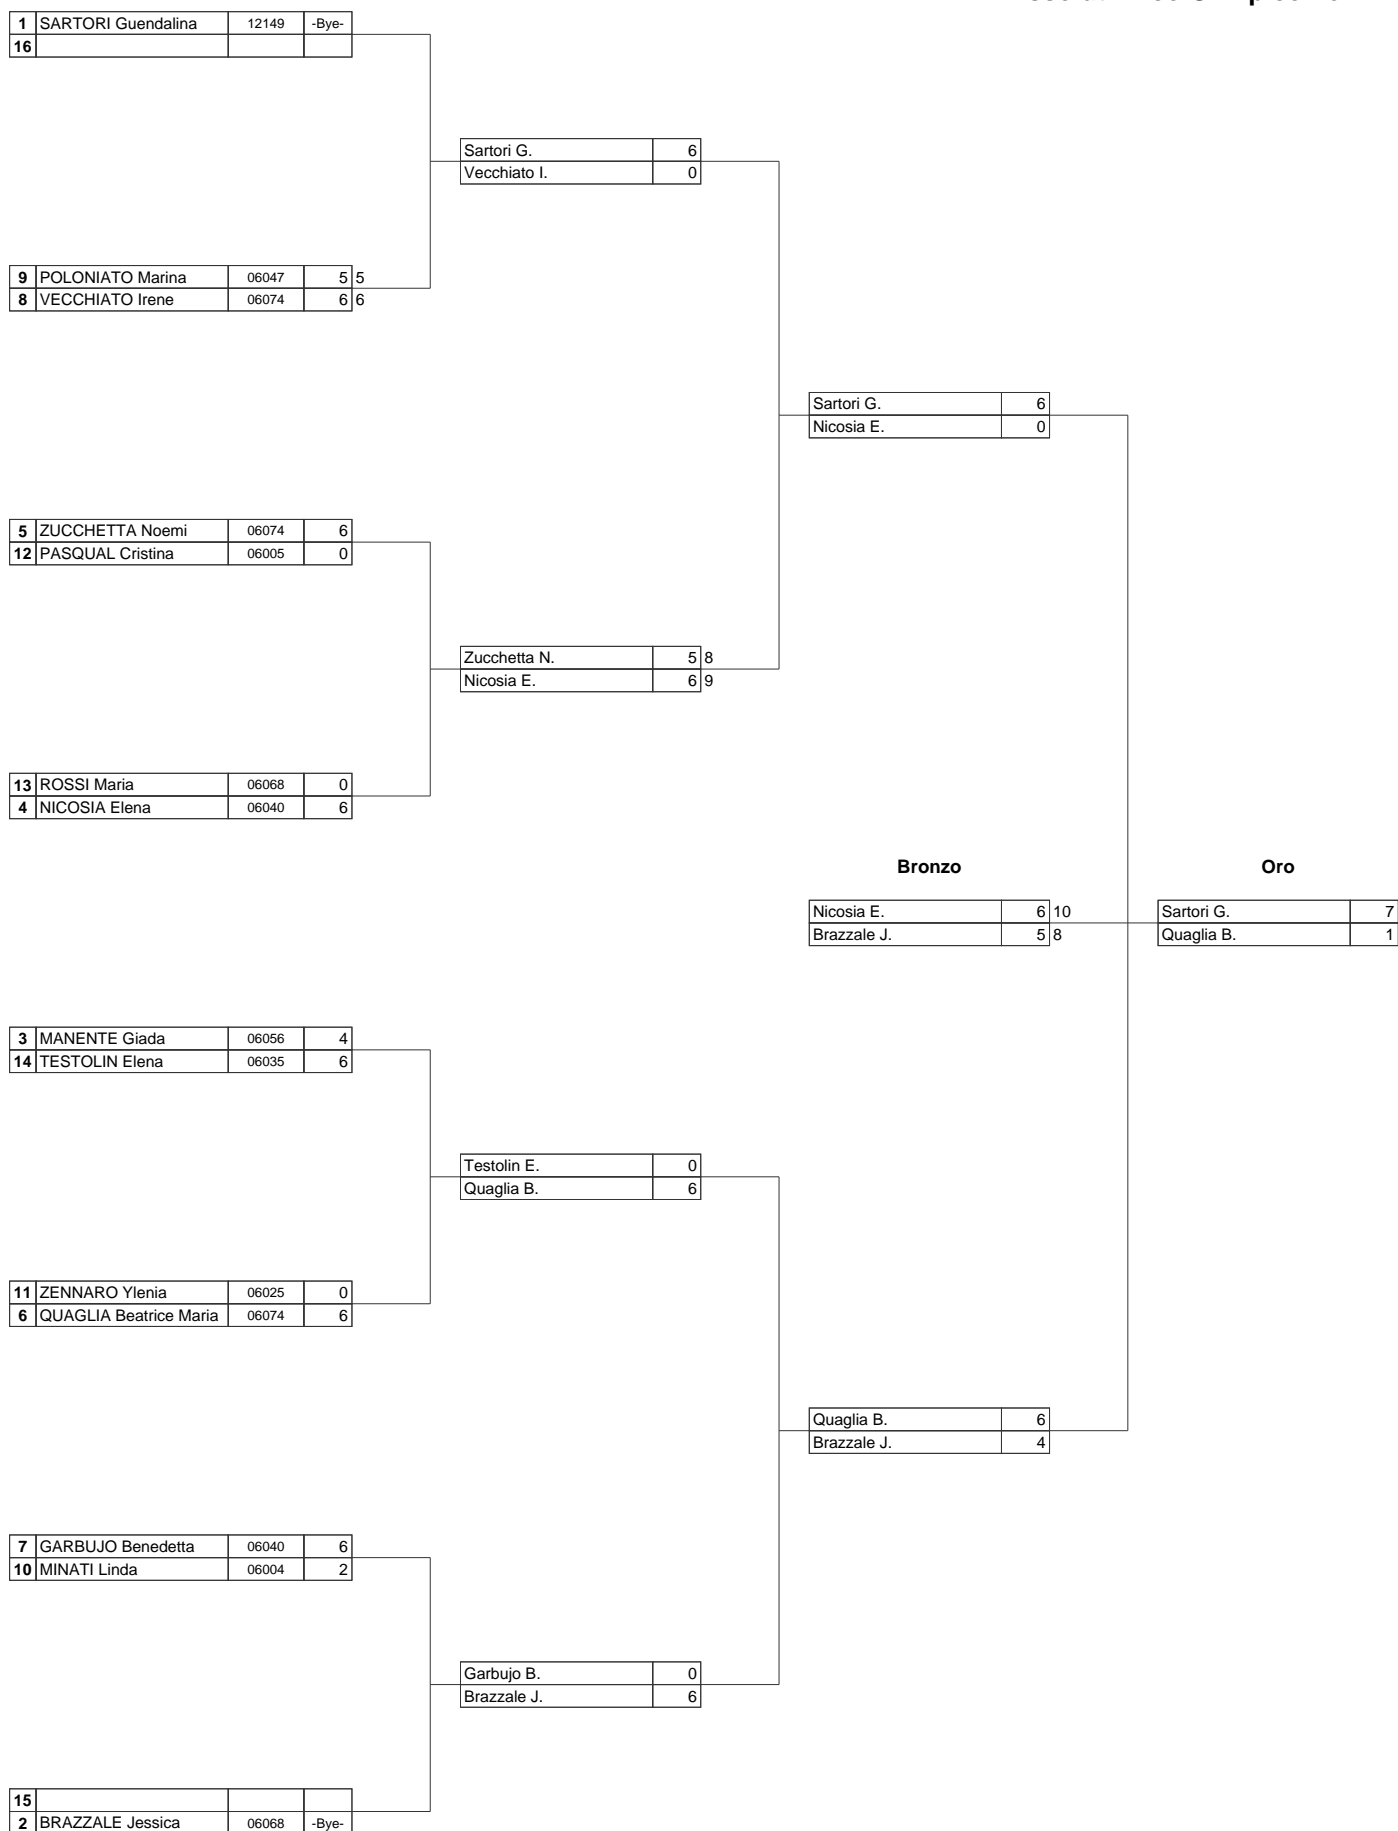 1 SARTORI Guendalina 12149 -Bye-
16
Sartori G. 6
Vecchiato I. 0
9 POLONIATO Marina 06047 5 5
8 VECCHIATO Irene 06074 6 6
Sartori G. 6
Nicosia E. 0
5 ZUCCHETTA Noemi 06074 6
12 PASQUAL Cristina 06005 0
Zucchetta N. 5 8
Nicosia E. 6 9
13 ROSSI Maria 06068 0
4 NICOSIA Elena 06040 6
Bronzo Oro
Nicosia E. 6 10 Sartori G. 7
Brazzale J. 5 8 Quaglia B. 1
3 MANENTE Giada 06056 4
14 TESTOLIN Elena 06035 6
Testolin E. 0
Quaglia B. 6
11 ZENNARO Ylenia 06025 0
6 QUAGLIA Beatrice Maria 06074 6
Quaglia B. 6
Brazzale J. 4
7 GARBUJO Benedetta 06040 6
10 MINATI Linda 06004 2
Garbujo B. 0
Brazzale J. 6
15
2 BRAZZALE Jessica 06068 -Bye-